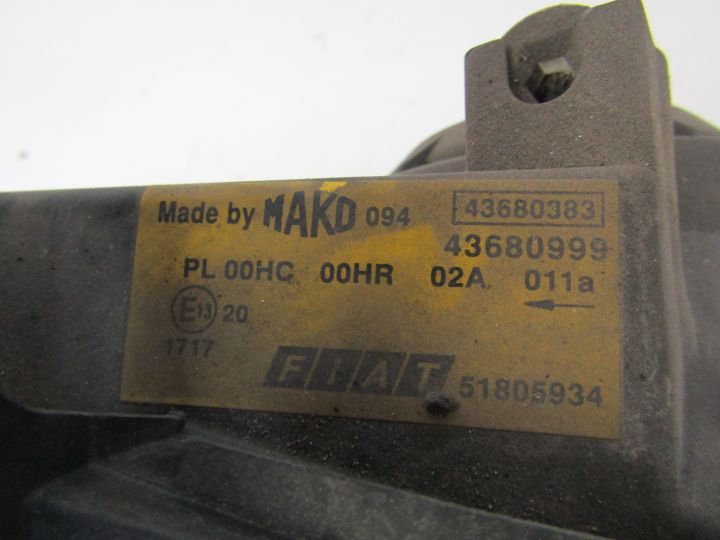 Made by MAKO 094 43680383
43680999
PL 00HC 00HR 02A 011a
E13 20
1717
FIAT 51805934